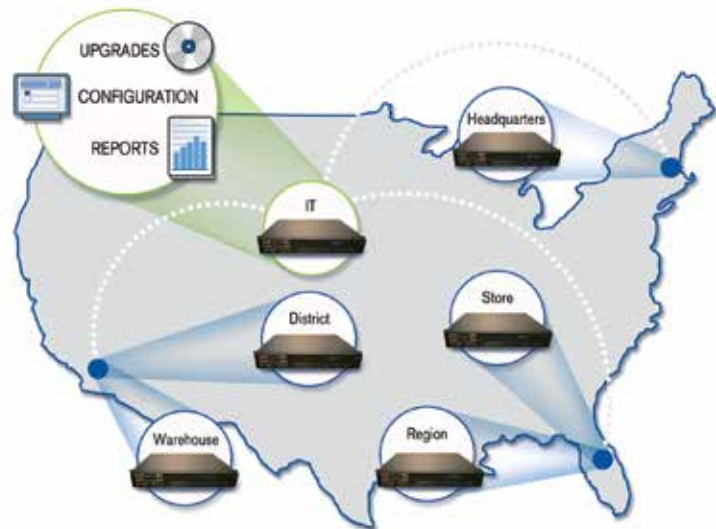 UPGRADES
CONFIGURATION
REPORTS
Headquarters
IT
District
Store
Warehouse
Region